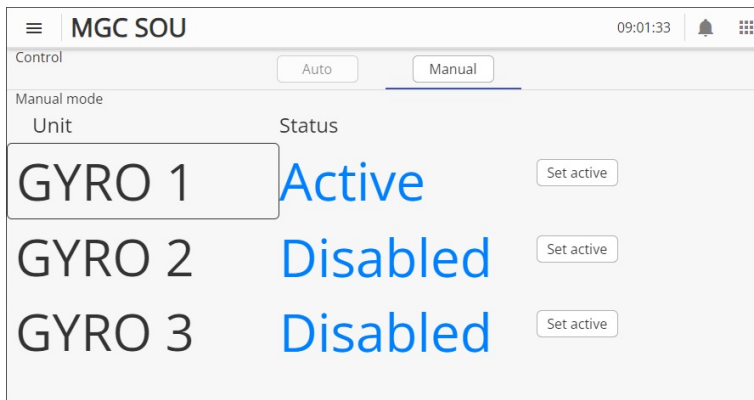 MGC SOU 09:01:33
Control Auto Manual
Manual mode
Unit Status
GYRO 1 Active Set active
GYRO 2 Disabled Set active
GYRO 3 Disabled Set active